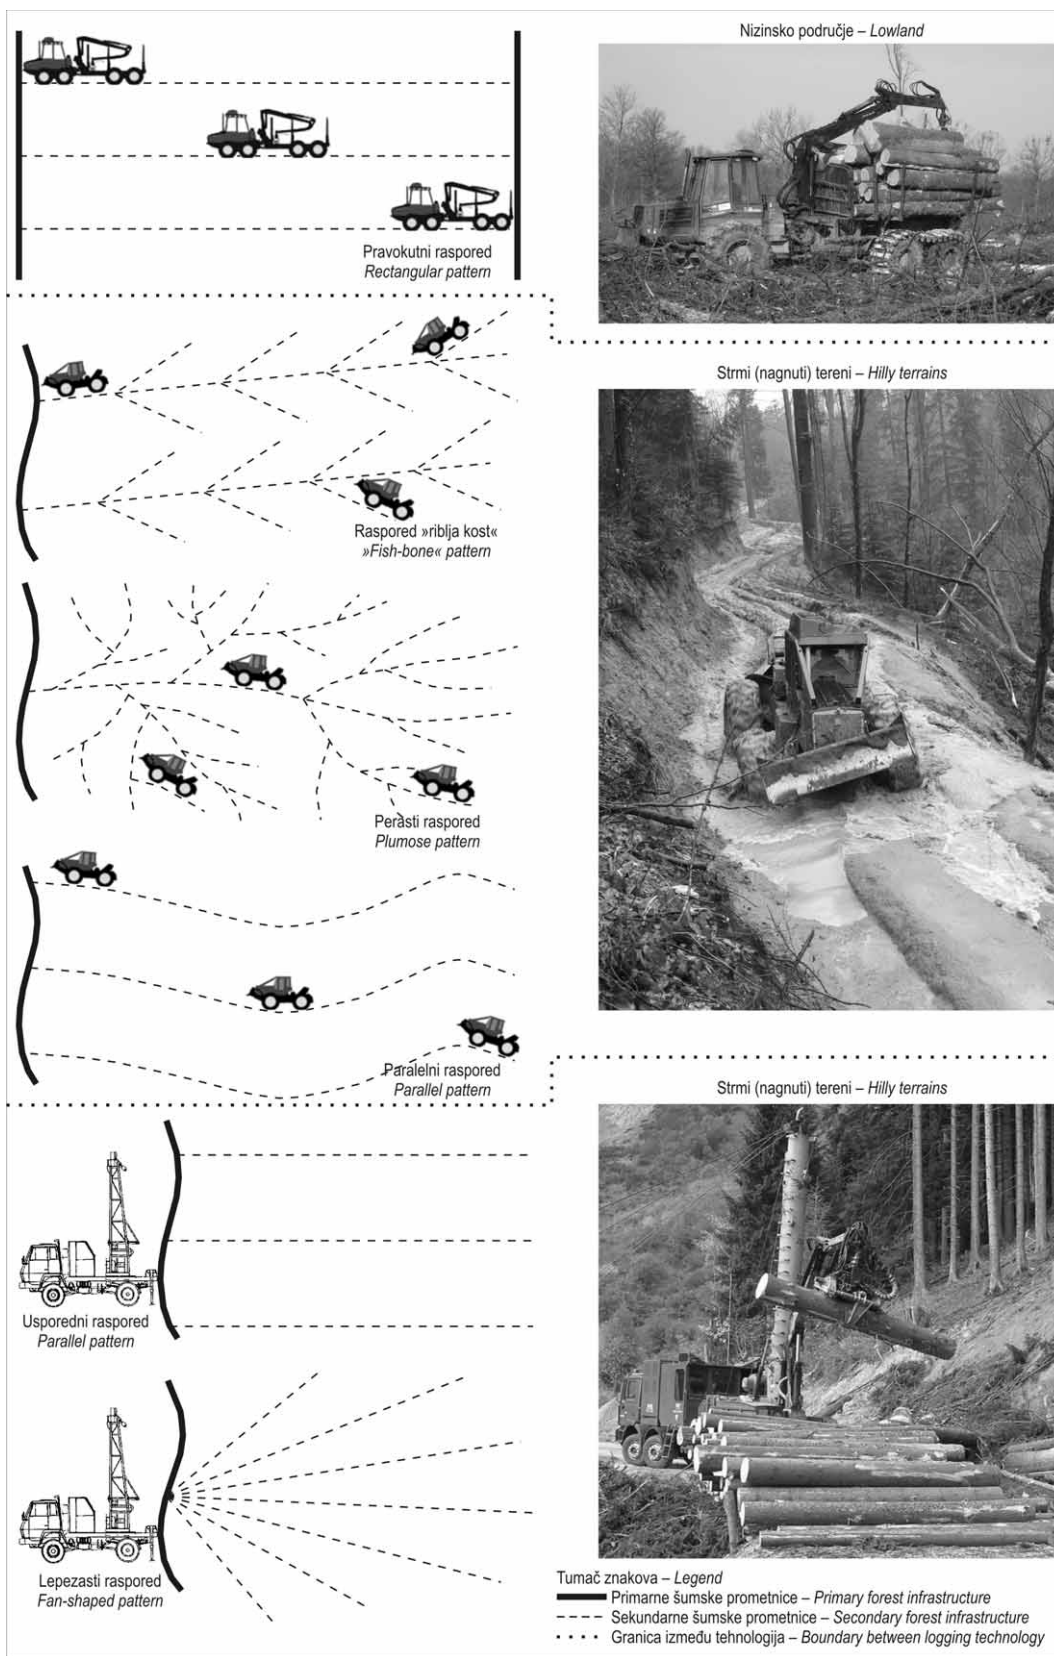 Nizinsko područje – Lowland
Pravokutni raspored
Rectangular pattern
Strmi (nagnuti) tereni – Hilly terrains
Raspored »riblja kost«
»Fish-bone« pattern
Perasti raspored
Plumose pattern
Paralelni raspored
Parallel pattern
Strmi (nagnuti) tereni – Hilly terrains
Usporedni raspored
Parallel pattern
Lepezasti raspored
Fan-shaped pattern
Tumač znakova – Legend
Primarne šumske prometnice – Primary forest infrastructure
Sekundarne šumske prometnice – Secondary forest infrastructure
Granica između tehnologija – Boundary between logging technology